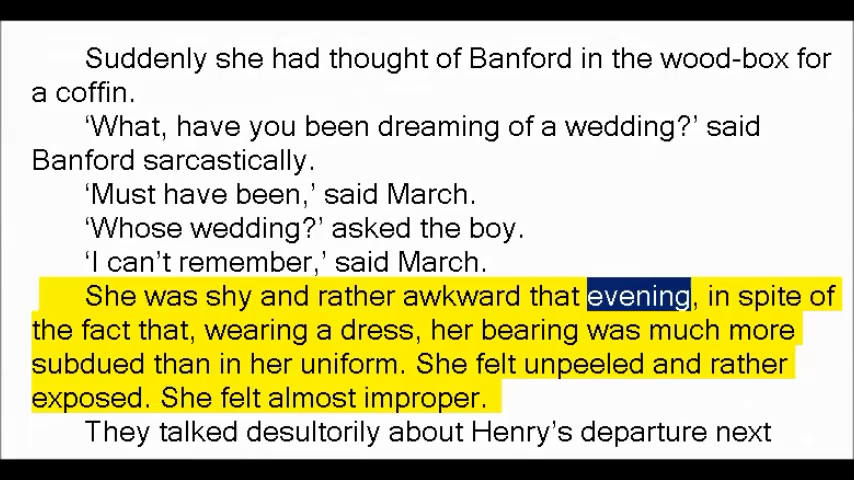 Suddenly she had thought of Banford in the wood-box for
a coffin.
‘What, have you been dreaming of a wedding?’ said
Banford sarcastically.
‘Must have been,’ said March.
‘Whose wedding?’ asked the boy.
‘I can’t remember,’ said March.
She was shy and rather awkward that evening, in spite of
the fact that, wearing a dress, her bearing was much more
subdued than in her uniform. She felt unpeeled and rather
exposed. She felt almost improper.
They talked desultorily about Henry’s departure next